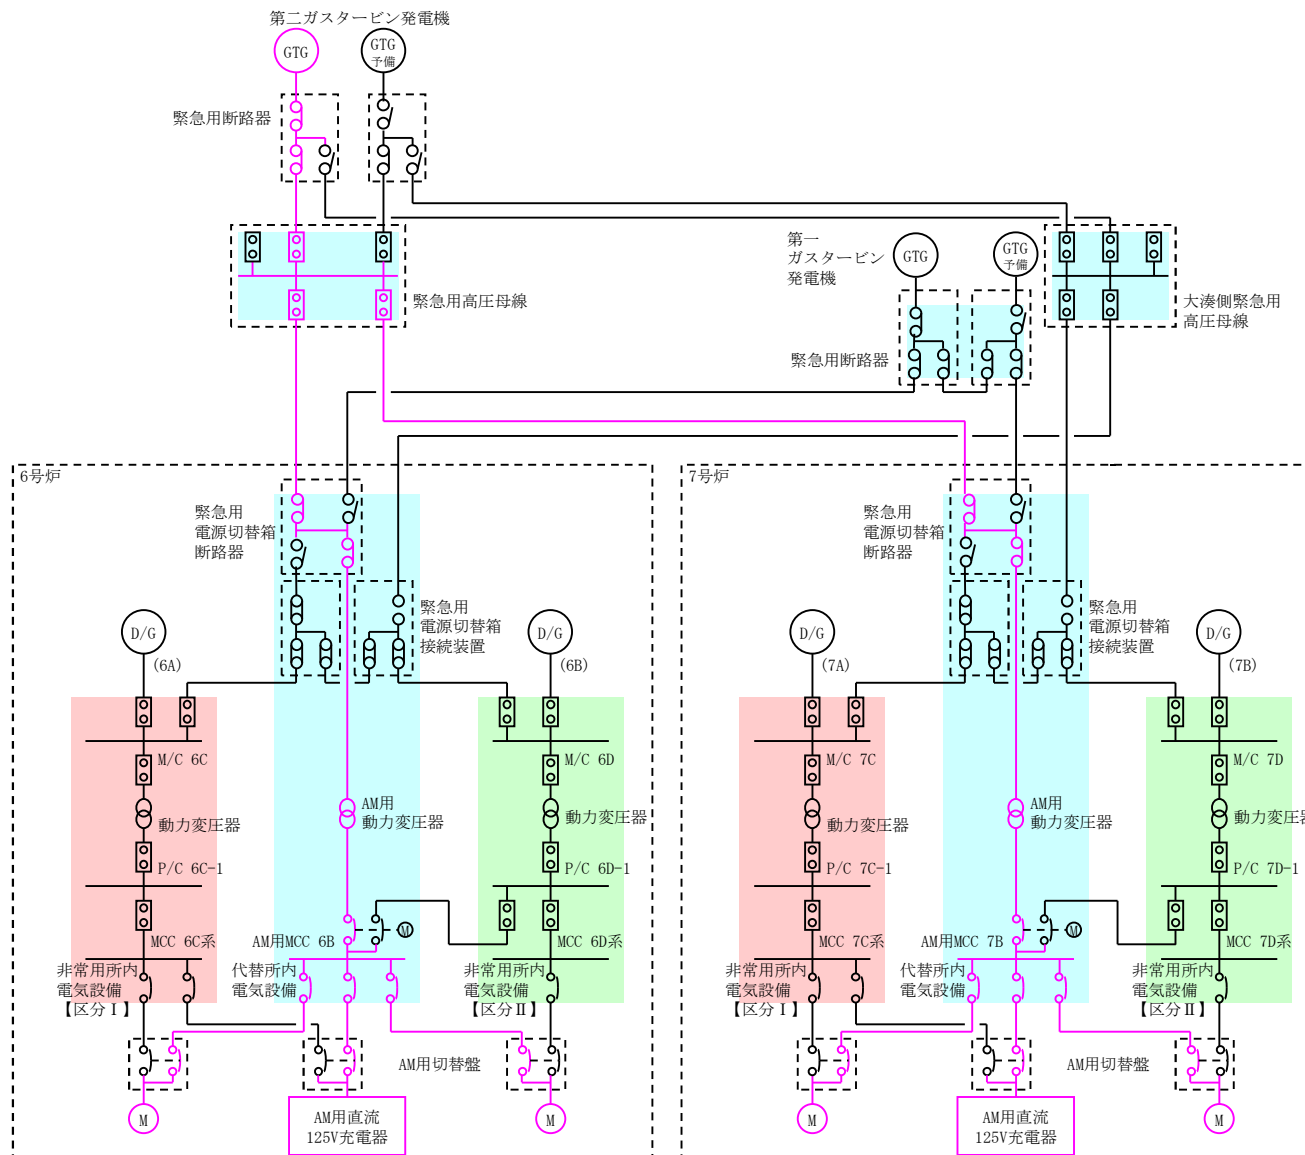 第二ガスタービン発電機
GTG
GTG
予備
緊急用断路器
緊急用高圧母線
第一
ガスタービン
発電機
GTG
GTG
予備
緊急用断路器
大湊側緊急用
高圧母線
6号炉
緊急用
電源切替箱
断路器
緊急用
電源切替箱
接続装置
D/G
(6A)
D/G
(6B)
M/C 6C
動力変圧器
P/C 6C-1
MCC 6C系
AM用
動力変圧器
M/C 6D
動力変圧器
P/C 6D-1
MCC 6D系
AM用MCC 6B
M
非常用所内
電気設備
【区分Ⅰ】
代替所内
電気設備
非常用所内
電気設備
【区分Ⅱ】
AM用切替盤
M
AM用直流
125V充電器
M
7号炉
緊急用
電源切替箱
断路器
緊急用
電源切替箱
接続装置
D/G
(7A)
D/G
(7B)
M/C 7C
動力変圧器
P/C 7C-1
MCC 7C系
AM用
動力変圧器
M/C 7D
動力変圧器
P/C 7D-1
MCC 7D系
AM用MCC 7B
M
非常用所内
電気設備
【区分Ⅰ】
代替所内
電気設備
非常用所内
電気設備
【区分Ⅱ】
AM用切替盤
M
AM用直流
125V充電器
M